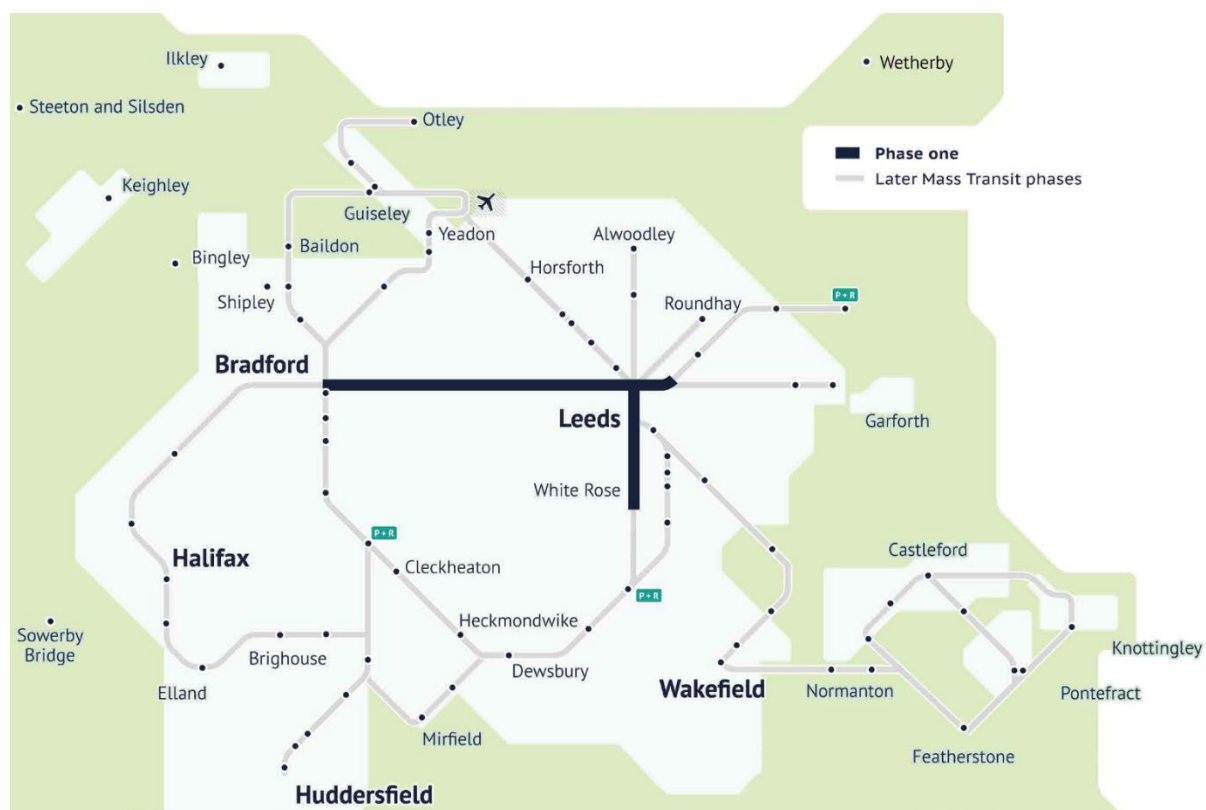 Ilkley
Wetherby
Steeton and Silsden
Otley
Phase one
Later Mass Transit phases
Keighley
Guiseley
Yeadon
Alwoodley
Baildon
Bingley
Horsforth
Shipley
Roundhay
P+R
Bradford
Leeds
Garforth
White Rose
P+R
Halifax
Castleford
Cleckheaton
P+R
Heckmondwike
Sowerby
Bridge
Brighouse
Knottingley
Dewsbury
Elland
Wakefield
Normanton
Pontefract
Mirfield
Featherstone
Huddersfield